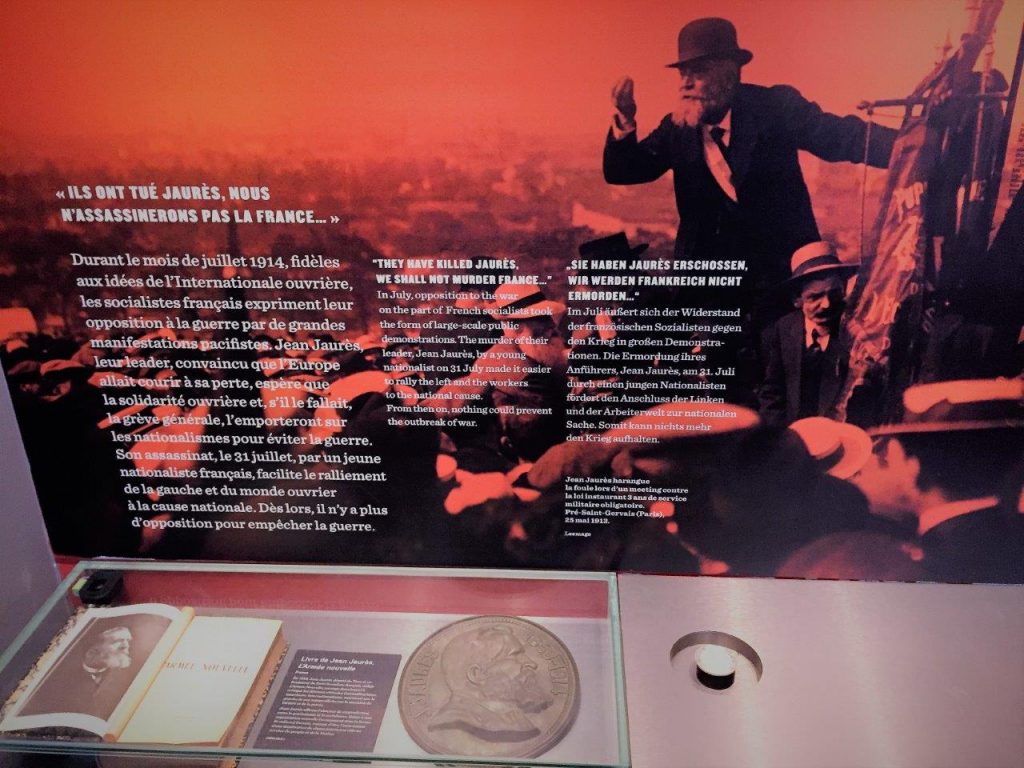 « ILS ONT TUÉ JAURÈS, NOUS
N'ASSASSINERONS PAS LA FRANCE... »
Durant le mois de juillet 1914, fidèles
aux idées de l'Internationale ouvrière,
les socialistes français expriment leur
opposition à la guerre par de grandes
manifestations pacifistes. Jean Jaurès,
leur leader, convaincu que l'Europe
allait courir à sa perte, espère que
la solidarité ouvrière et, s'il le fallait,
la grève générale, l'emporteront sur
les nationalismes pour éviter la guerre.
Son assassinat, le 31 juillet, par un jeune
nationaliste français, facilite le ralliement
de la gauche et du monde ouvrier
à la cause nationale. Dès lors, il n'y a plus
d'opposition pour empêcher la guerre.
"THEY HAVE KILLED JAURÈS,
WE SHALL NOT MURDER FRANCE..."
In July, opposition to the war
on the part of French socialists took
the form of large-scale public
demonstrations. The murder of their
leader, Jean Jaurès, by a young
nationalist on 31 July made it easier
to rally the left and the workers
to the national cause.
From then on, nothing could prevent
the outbreak of war.
„SIE HABEN JAURÈS ERSCHOSSEN,
WIR WERDEN FRANKREICH NICHT
ERMORDEN..."
Im Juli äußert sich der Widerstand
der französischen Sozialisten gegen
den Krieg in großen Demonstra-
tionen. Die Ermordung ihres
Anführers, Jean Jaurès, am 31. Juli
durch einen jungen Nationalisten
fördert den Anschluss der Linken
und der Arbeiterwelt zur nationalen
Sache. Somit kann nichts mehr
den Krieg aufhalten.
Jean Jaurès harangue
la foule lors d'un meeting contre
la loi instaurant 3 ans de service
militaire obligatoire.
Pré-Saint-Gervais (Paris),
25 mai 1913.
Leemage
Livre de Jean Jaurès,
L'Armée nouvelle